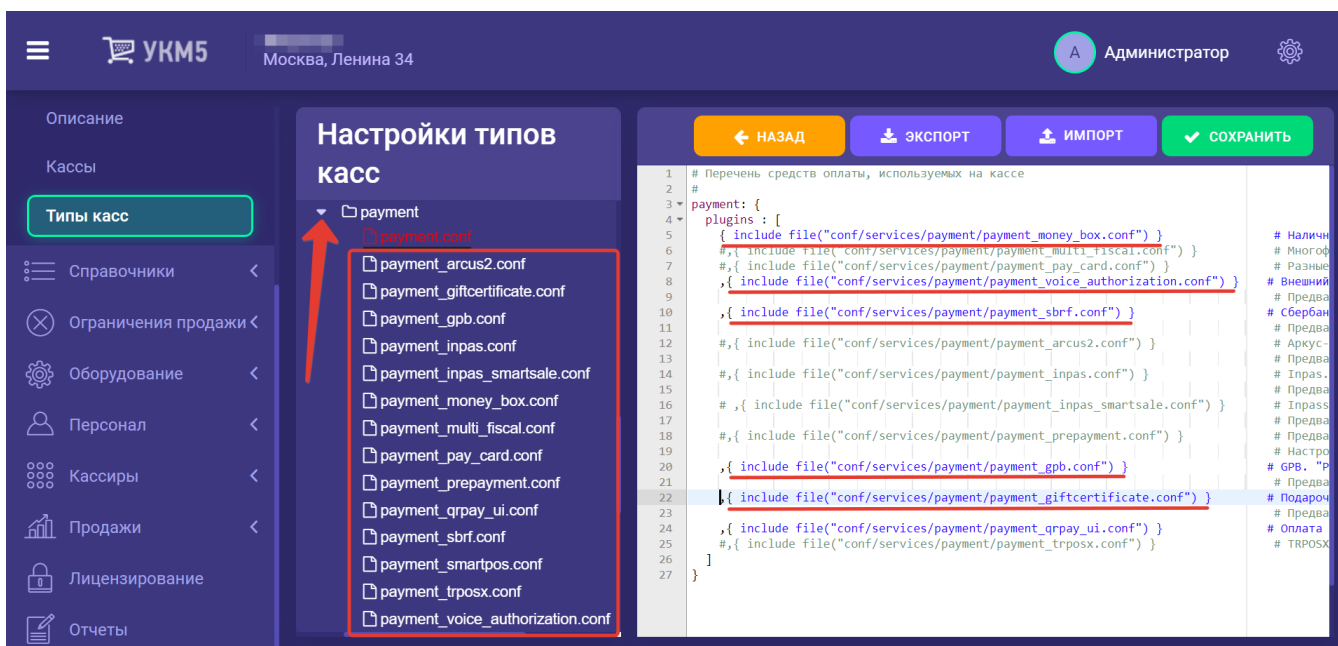 УКМ5
Москва, Ленина 34
А
Администратор
Описание
Кассы
Типы касс
Справочники
Ограничения продажи
Оборудование
Персонал
Кассиры
Продажи
Лицензирование
Отчеты
Настройки типов
касс
payment
payment.conf
payment_arcus2.conf
payment_giftcertificate.conf
payment_gpb.conf
payment_inpas.conf
payment_inpas_smartsale.conf
payment_money_box.conf
payment_multi_fiscal.conf
payment_pay_card.conf
payment_prepayment.conf
payment_qrpay_ui.conf
payment_sbrf.conf
payment_smartpos.conf
payment_trposx.conf
payment_voice_authorization.conf
НАЗАД
ЭКСПОРТ
ИМПОРТ
СОХРАНИТЬ
1 # Перечень средств оплаты, используемых на кассе
2 #
3 payment: {
4 plugins : [
5 { include file("conf/services/payment/payment_money_box.conf") } # Наличн
6 #,{ include file("conf/services/payment/payment_multi_fiscal.conf") } # Многоф
7 #,{ include file("conf/services/payment/payment_pay_card.conf") } # Разные
8 ,{ include file("conf/services/payment/payment_voice_authorization.conf") } # Внешний
9 # Предва
10 ,{ include file("conf/services/payment/payment_sbrf.conf") } # Сбербан
11 # Предва
12 #,{ include file("conf/services/payment/payment_arcus2.conf") } # Аркус-
13 # Предва
14 #,{ include file("conf/services/payment/payment_inpas.conf") } # Inpas.
15 # Предва
16 # ,{ include file("conf/services/payment/payment_inpas_smartsale.conf") } # Inpass
17 # Предва
18 #,{ include file("conf/services/payment/payment_prepayment.conf") } # Предва
19 # Настро
20 ,{ include file("conf/services/payment/payment_gpb.conf") } # GPB. "Р
21 # Предва
22 ,{ include file("conf/services/payment/payment_giftcertificate.conf") } # Подароч
23 # Предва
24 ,{ include file("conf/services/payment/payment_qrpay_ui.conf") } # Оплата
25 #,{ include file("conf/services/payment/payment_trposx.conf") } # TRPOSX
26 ]
27 }